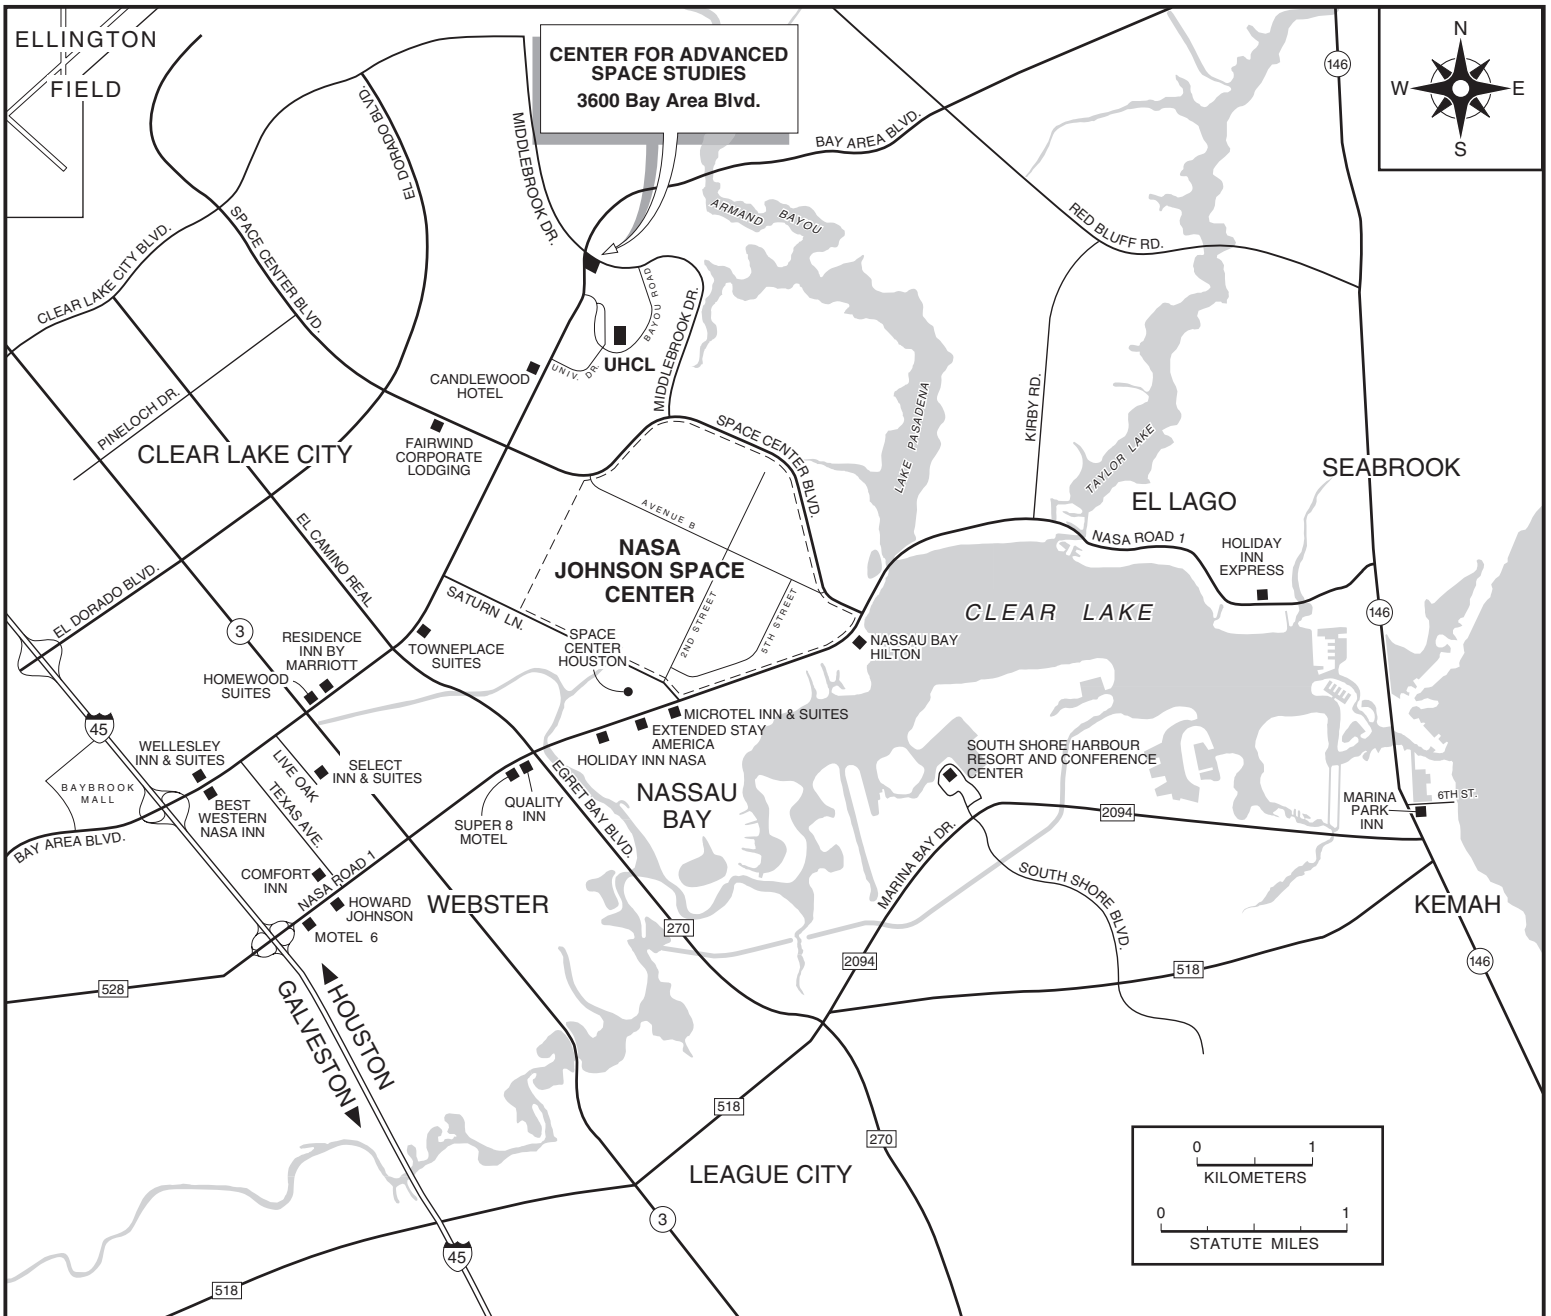 ELLINGTON
FIELD
CENTER FOR ADVANCED
SPACE STUDIES
3600 Bay Area Blvd.
146
N
W
E
S
EL DORADO BLVD.
MIDDLEBROOK DR.
BAY AREA BLVD.
ARMAND BAYOU
RED BLUFF RD.
CLEAR LAKE CITY BLVD.
SPACE CENTER BLVD.
BAYOU ROAD
MIDDLEBROOK DR.
UHCL
UNIV. DR.
CANDLEWOOD
HOTEL
PINELOCH DR.
CLEAR LAKE CITY
FAIRWIND
CORPORATE
LODGING
SPACE CENTER BLVD.
LAKE PASADENA
KIRBY RD.
TAYLOR LAKE
SEABROOK
EL LAGO
AVENUE B
NASA
JOHNSON SPACE
CENTER
NASA ROAD 1
HOLIDAY
INN
EXPRESS
EL CAMINO REAL
EL DORADO BLVD.
SATURN LN.
2ND STREET
5TH STREET
CLEAR LAKE
146
3
RESIDENCE
INN BY
MARRIOTT
TOWNEPLACE
SUITES
SPACE
CENTER
HOUSTON
NASSAU BAY
HILTON
HOMEWOOD
SUITES
45
MICROTEL INN & SUITES
EXTENDED STAY
AMERICA
HOLIDAY INN NASA
WELLESLEY
INN & SUITES
LIVE OAK
TEXAS AVE.
SELECT
INN & SUITES
SOUTH SHORE HARBOUR
RESORT AND CONFERENCE
CENTER
BAYBROOK
MALL
BEST
WESTERN
NASA INN
QUALITY
INN
SUPER 8
MOTEL
EGRET BAY BLVD.
NASSAU
BAY
MARINA
PARK
INN
6TH ST.
2094
BAY AREA BLVD.
MARINA BAY DR.
SOUTH SHORE BLVD.
COMFORT
INN
NASA ROAD 1
HOWARD
JOHNSON
MOTEL 6
WEBSTER
KEMAH
270
2094
518
146
528
HOUSTON
GALVESTON
518
270
LEAGUE CITY
3
45
518
0 1
KILOMETERS
0 1
STATUTE MILES